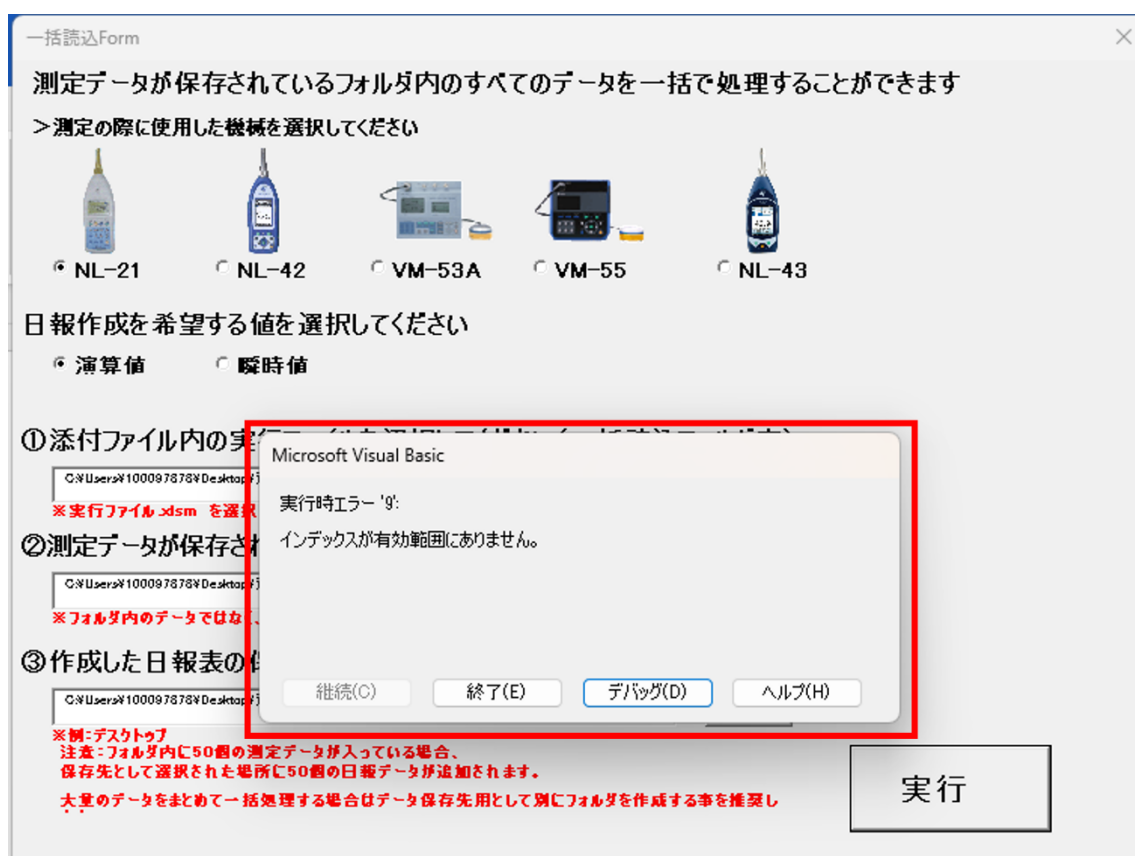 一括読込Form
測定データが保存されているフォルダ内のすべてのデータを一括で処理することができます
＞測定の際に使用した機械を選択してください
NL-21 NL-42 VM-53A VM-55 NL-43
日報作成を希望する値を選択してください
演算値 瞬時値
①添付ファイル内の実
Microsoft Visual Basic
C:¥Users¥100097878¥Desktop¥
実行時エラー '9':
※実行ファイル.xlsm を選択
インデックスが有効範囲にありません。
②測定データが保存され
C:¥Users¥100097878¥Desktop¥
※フォルダ内のデータではなく、
③作成した日報表の
継続(C) 終了(E) デバッグ(D) ヘルプ(H)
C:¥Users¥100097878¥Desktop¥
※例:デスクトップ
注意：フォルダ内に50個の測定データが入っている場合、
保存先として選択された場所に50個の日報データが追加されます。
大量のデータをまとめて一括処理する場合はデータ保存先用として別にフォルダを作成する事を推奨し
実行